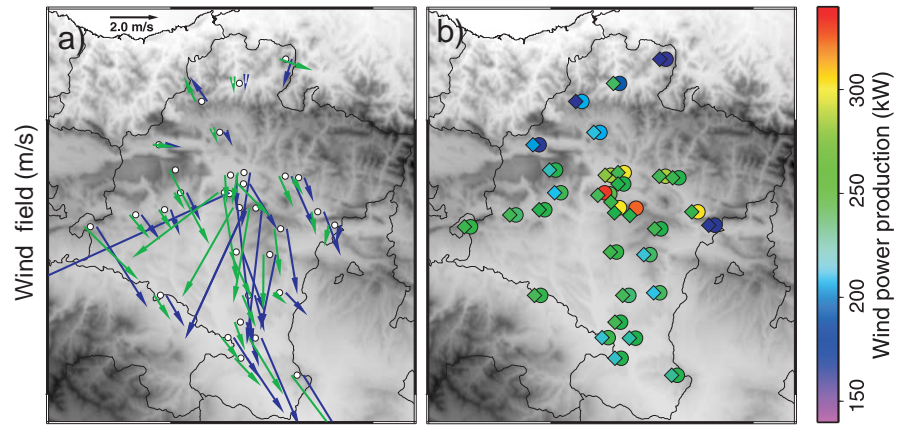 a)
2.0 m/s
b)
Wind field (m/s)
300
250
200
150
Wind power production (kW)